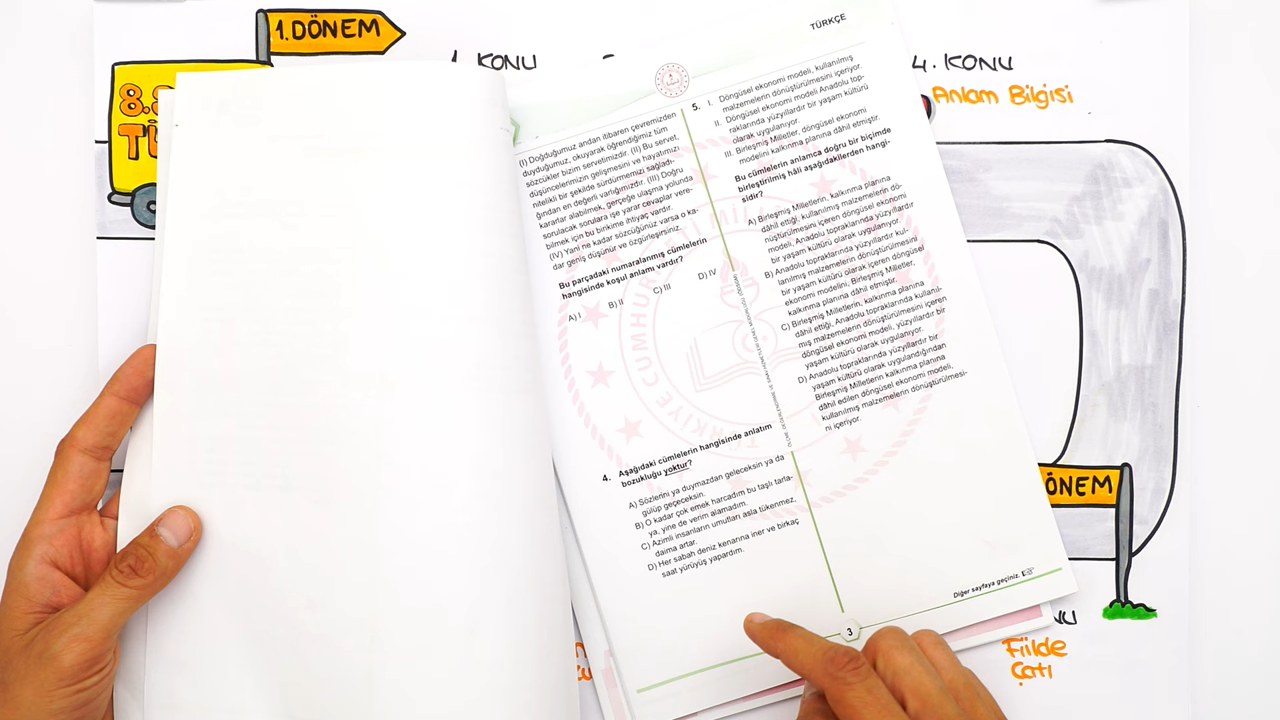 1.DÖNEM
8.
KONU
4. KONU
Anlam Bilgisi
TÜRKÇE
(I) Doğduğumuz andan itibaren çevremizden
duyduğumuz, okuyarak öğrendiğimiz tüm
sözcükler bizim servetimizdir. (II) Bu servet,
düşüncelerimizin gelişmesini ve hayatımızı
nitelikli bir şekilde sürdürmemizi sağladı-
ğından en değerli varlığımızdır. (III) Doğru
kararlar alabilmek, gerçeğe ulaşma yolunda
sorulacak sorulara işe yarar cevaplar vere-
bilmek için bu birikime ihtiyaç vardır.
(IV) Yani ne kadar sözcüğünüz varsa o ka-
dar geniş düşünür ve özgürleşirsiniz.
Bu parçadaki numaralanmış cümlelerin
hangisinde koşul anlamı vardır?
A) I B) II C) III D) IV
4. Aşağıdaki cümlelerin hangisinde anlatım
bozukluğu yoktur?
A) Sözlerini ya duymazdan geleceksin ya da
gülüp geçeceksin.
B) O kadar çok emek harcadım bu taşlı tarla-
ya, yine de verim alamadım.
C) Azimli insanların umutları asla tükenmez,
daima artar.
D) Her sabah deniz kenarına iner ve birkaç
saat yürüyüş yapardım.
5. I. Döngüsel ekonomi modeli, kullanılmış
malzemelerin dönüştürülmesini içeriyor.
II. Döngüsel ekonomi modeli Anadolu top-
raklarında yüzyıllardır bir yaşam kültürü
olarak uygulanıyor.
III. Birleşmiş Milletler, döngüsel ekonomi
modelini kalkınma planına dâhil etmiştir.
Bu cümlelerin anlamca doğru bir biçimde
birleştirilmiş hâli aşağıdakilerden hangi-
sidir?
A) Birleşmiş Milletlerin, kalkınma planına
dâhil ettiği, kullanılmış malzemelerin dö-
nüştürülmesini içeren döngüsel ekonomi
modeli, Anadolu topraklarında yüzyıllardır
bir yaşam kültürü olarak uygulanıyor.
B) Anadolu topraklarında yüzyıllardır kul-
lanılmış malzemelerin dönüştürülmesini
bir yaşam kültürü olarak içeren döngüsel
ekonomi modelini, Birleşmiş Milletler,
kalkınma planına dâhil etmiştir.
C) Birleşmiş Milletlerin, kalkınma planına
dâhil ettiği, Anadolu topraklarında kullanıl-
mış malzemelerin dönüştürülmesini içeren
döngüsel ekonomi modeli, yüzyıllardır bir
yaşam kültürü olarak uygulanıyor.
D) Anadolu topraklarında yüzyıllardır bir
yaşam kültürü olarak uygulandığından
Birleşmiş Milletlerin kalkınma planına
dâhil edilen döngüsel ekonomi modeli,
kullanılmış malzemelerin dönüştürülmesi-
ni içeriyor.
Diğer sayfaya geçiniz.
3
TÜRKİYE CUMHURİYETİ
ÖNEM
NU
Fiilde
Çatı